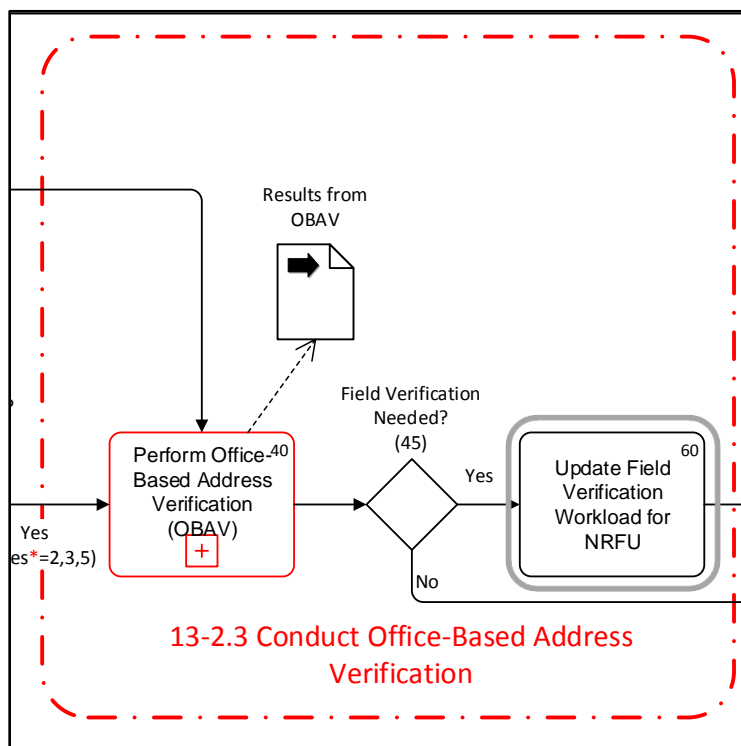 Results from
OBAV
Field Verification
Needed?
(45)
40
Perform Office-
Based Address
Verification
(OBAV)
+
Yes
60
Update Field
Verification
Workload for
NRFU
Yes
es*=2,3,5)
No
13-2.3 Conduct Office-Based Address
Verification